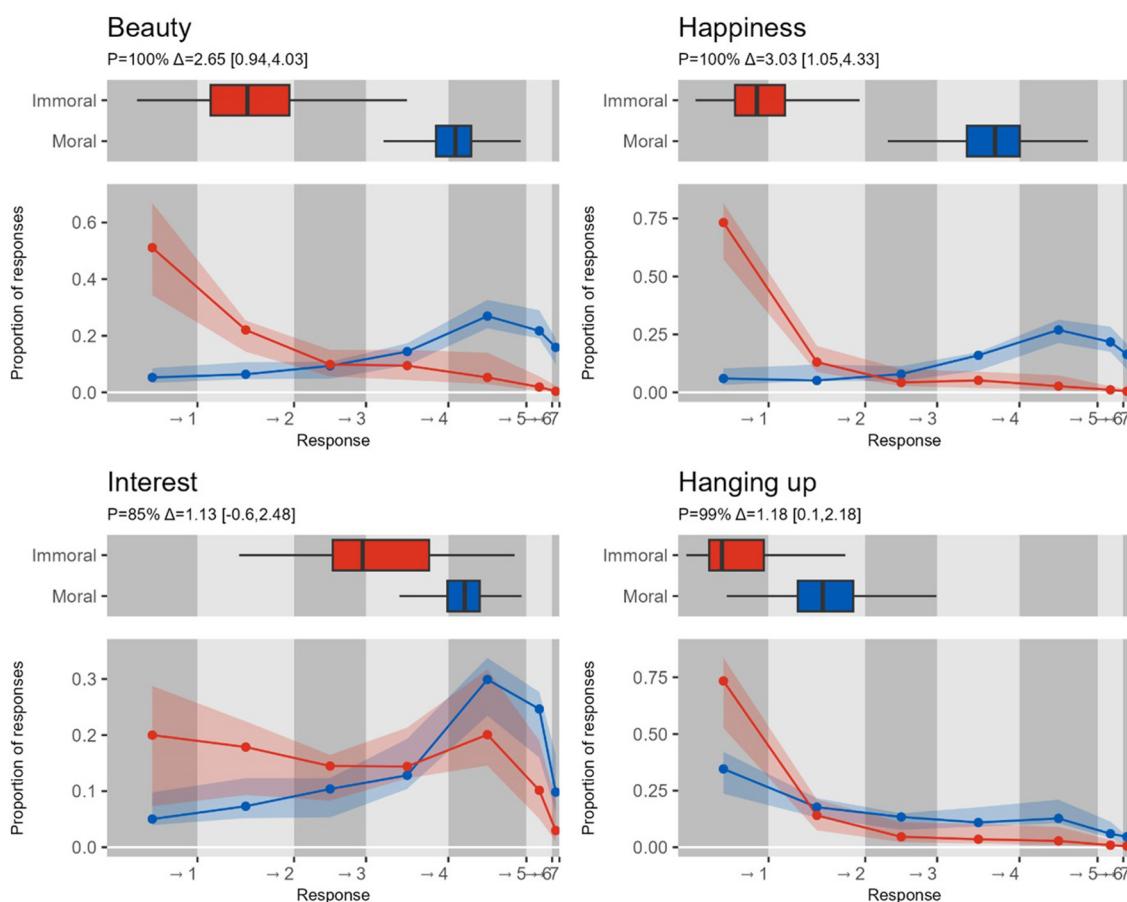 Beauty
P=100% Δ=2.65 [0.94,4.03]
Immoral
Moral
Proportion of responses
0.6
0.4
0.2
0.0
→ 1 → 2 → 3 → 4 → 5 → 6 → 7
Response
Happiness
P=100% Δ=3.03 [1.05,4.33]
Immoral
Moral
Proportion of responses
0.75
0.50
0.25
0.00
→ 1 → 2 → 3 → 4 → 5 → 6 → 7
Response
Interest
P=85% Δ=1.13 [-0.6,2.48]
Immoral
Moral
Proportion of responses
0.3
0.2
0.1
0.0
→ 1 → 2 → 3 → 4 → 5 → 6 → 7
Response
Hanging up
P=99% Δ=1.18 [0.1,2.18]
Immoral
Moral
Proportion of responses
0.75
0.50
0.25
0.00
→ 1 → 2 → 3 → 4 → 5 → 6 → 7
Response